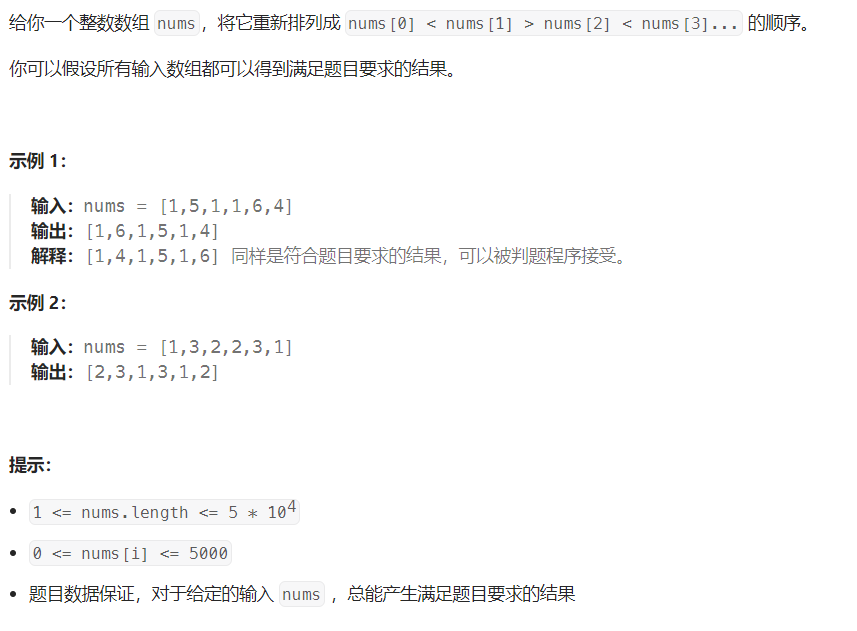 给你一个整数数组 nums，将它重新排列成 nums[0] < nums[1] > nums[2] < nums[3]... 的顺序。
你可以假设所有输入数组都可以得到满足题目要求的结果。
示例 1：
输入：nums = [1,5,1,1,6,4]
输出：[1,6,1,5,1,4]
解释：[1,4,1,5,1,6] 同样是符合题目要求的结果，可以被判题程序接受。
示例 2：
输入：nums = [1,3,2,2,3,1]
输出：[2,3,1,3,1,2]
提示：
• 1 <= nums.length <= 5 * 10⁴
• 0 <= nums[i] <= 5000
• 题目数据保证，对于给定的输入 nums ，总能产生满足题目要求的结果